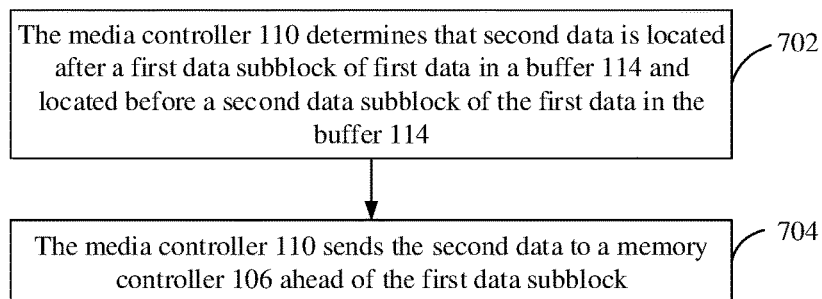 The media controller 110 determines that second data is located
after a first data subblock of first data in a buffer 114 and
located before a second data subblock of the first data in the
buffer 114
702
The media controller 110 sends the second data to a memory
controller 106 ahead of the first data subblock
704